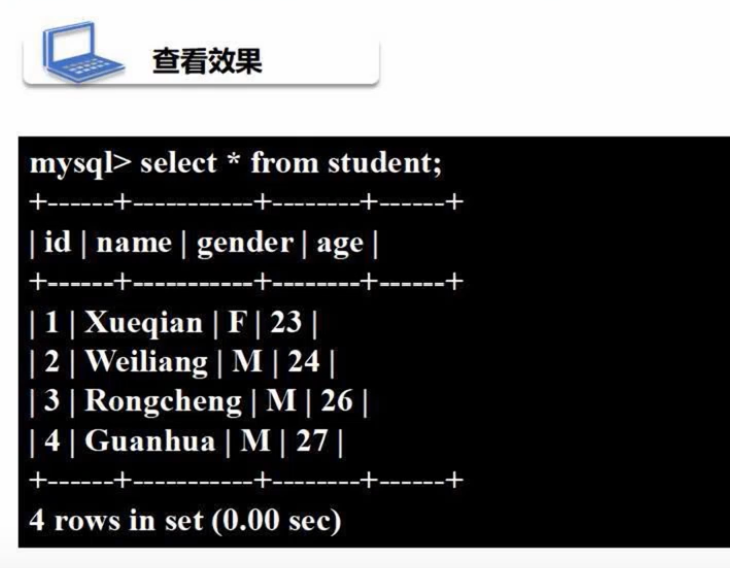 查看效果
mysql> select * from student;
+------+-----------+--------+------+
| id | name | gender | age |
+------+-----------+--------+------+
| 1 | Xueqian | F | 23 |
| 2 | Weiliang | M | 24 |
| 3 | Rongcheng | M | 26 |
| 4 | Guanhua | M | 27 |
+------+-----------+--------+------+
4 rows in set (0.00 sec)